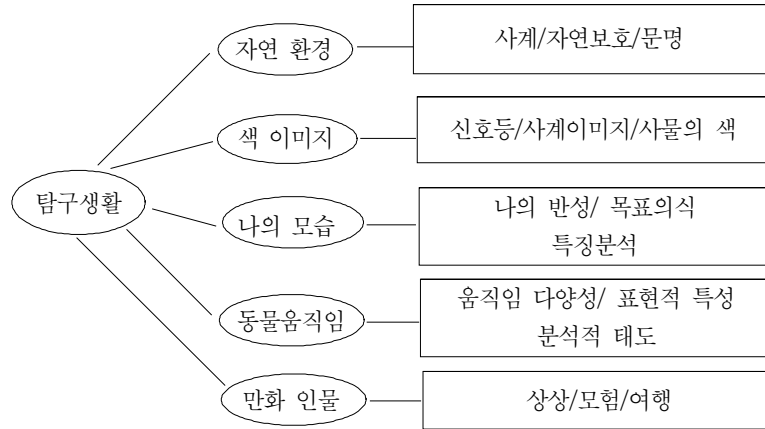 자연 환경
사계/자연보호/문명
색 이미지
신호등/사계이미지/사물의 색
탐구생활
나의 모습
나의 반성/ 목표의식
특징분석
동물움직임
움직임 다양성/ 표현적 특성
분석적 태도
만화 인물
상상/모험/여행